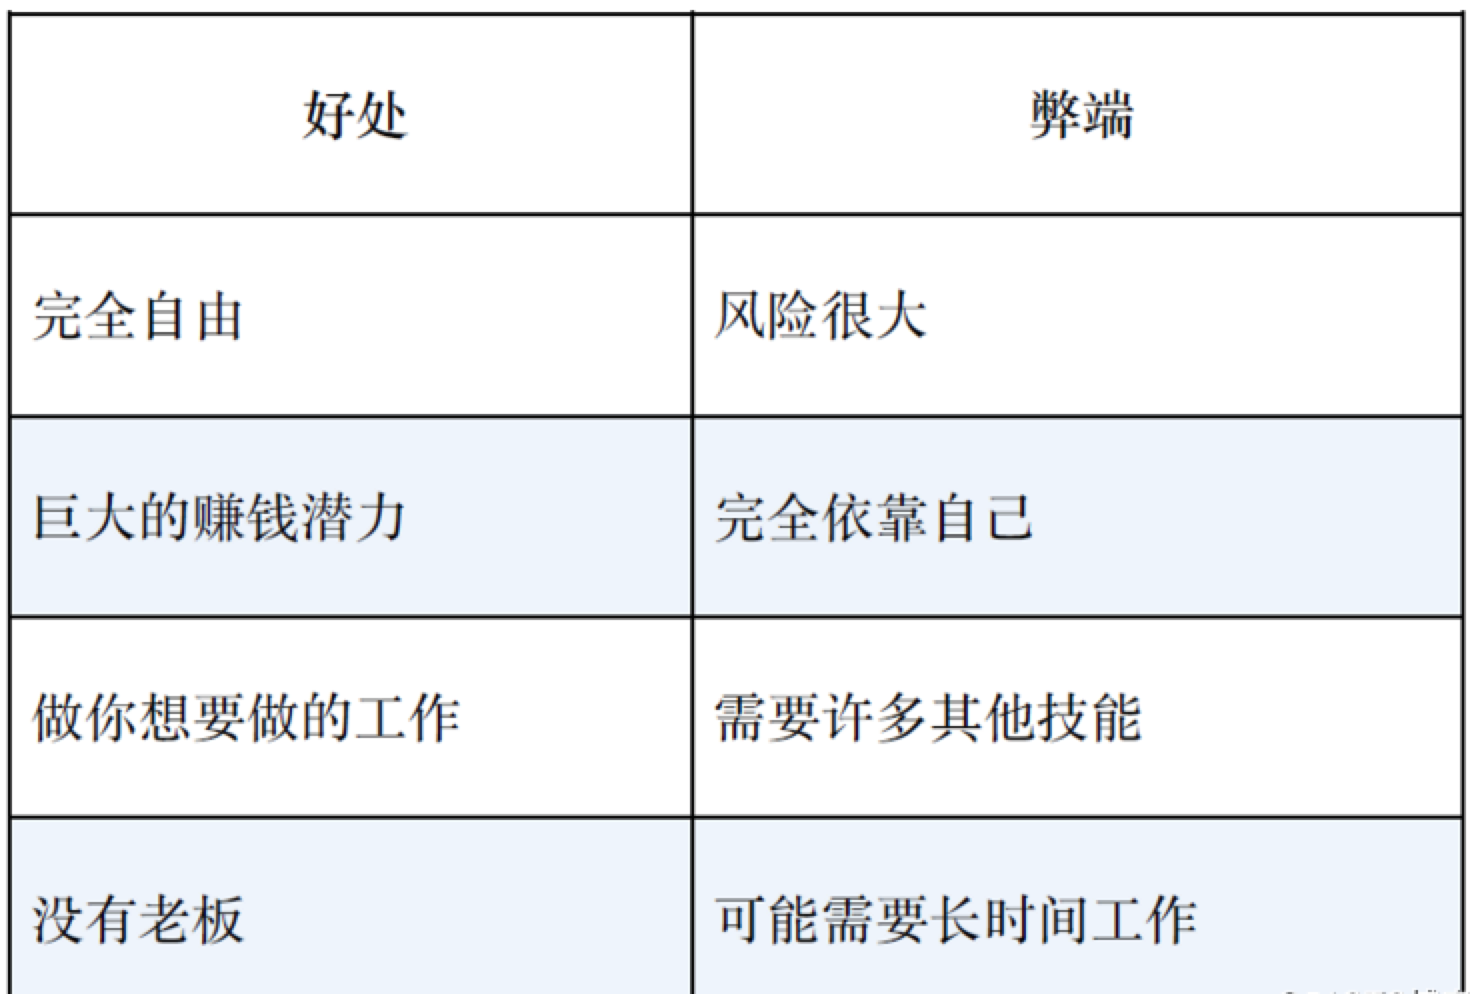 好处 弊端
完全自由 风险很大
巨大的赚钱潜力 完全依靠自己
做你想要做的工作 需要许多其他技能
没有老板 可能需要长时间工作